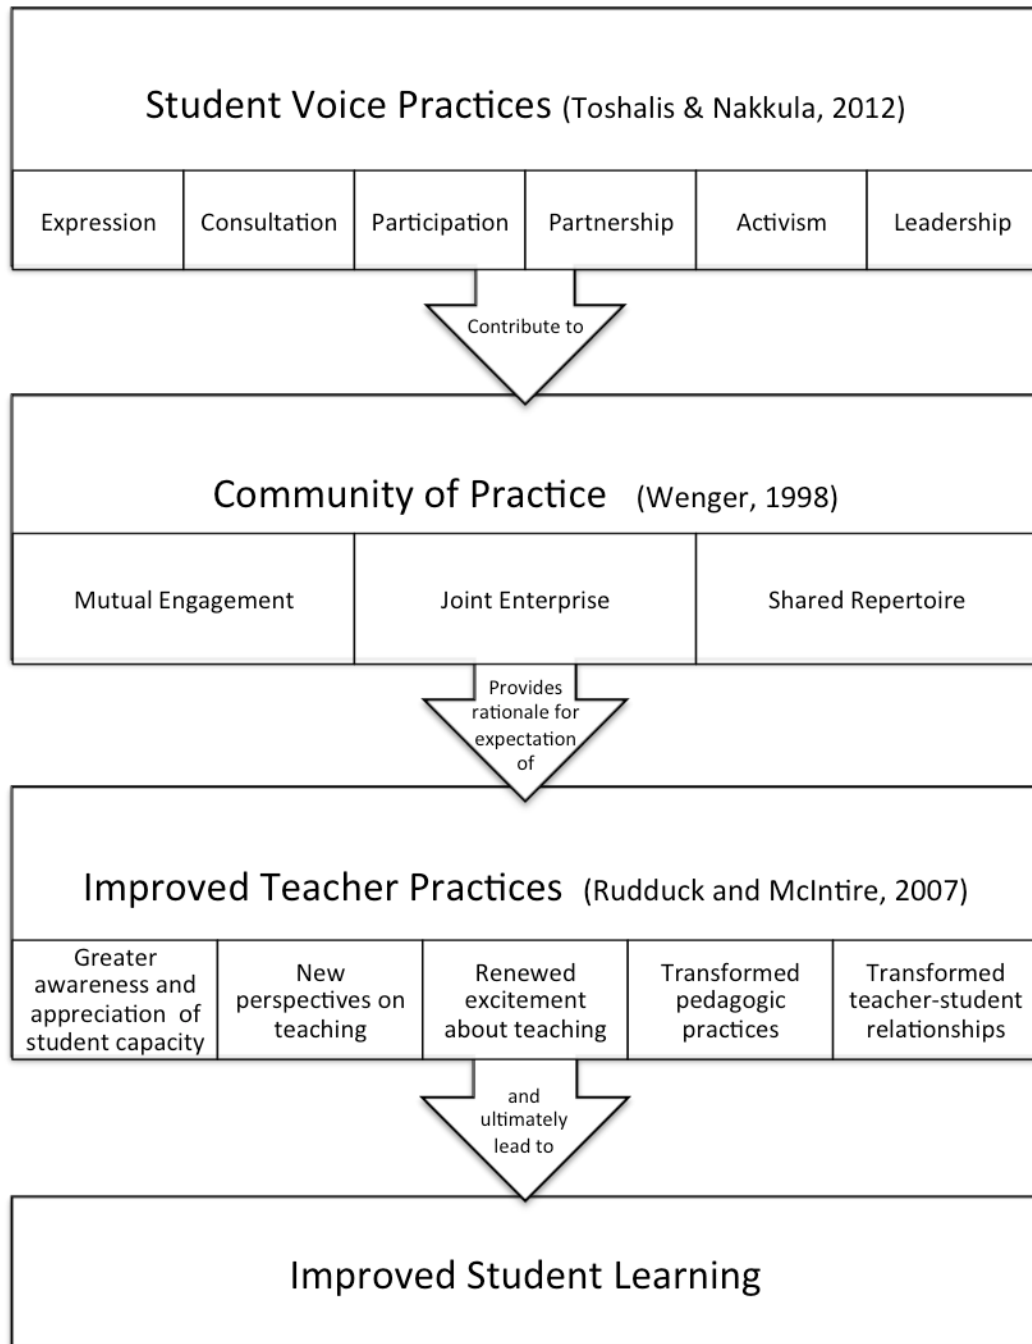 Student Voice Practices (Toshalis & Nakkula, 2012)
Expression
Consultation
Participation
Partnership
Activism
Leadership
Contribute to
Community of Practice (Wenger, 1998)
Mutual Engagement
Joint Enterprise
Shared Repertoire
Provides
rationale for
expectation
of
Improved Teacher Practices (Rudduck and McIntire, 2007)
Greater
awareness and
appreciation of
student capacity
New
perspectives on
teaching
Renewed
excitement
about teaching
Transformed
pedagogic
practices
Transformed
teacher-student
relationships
and
ultimately
lead to
Improved Student Learning